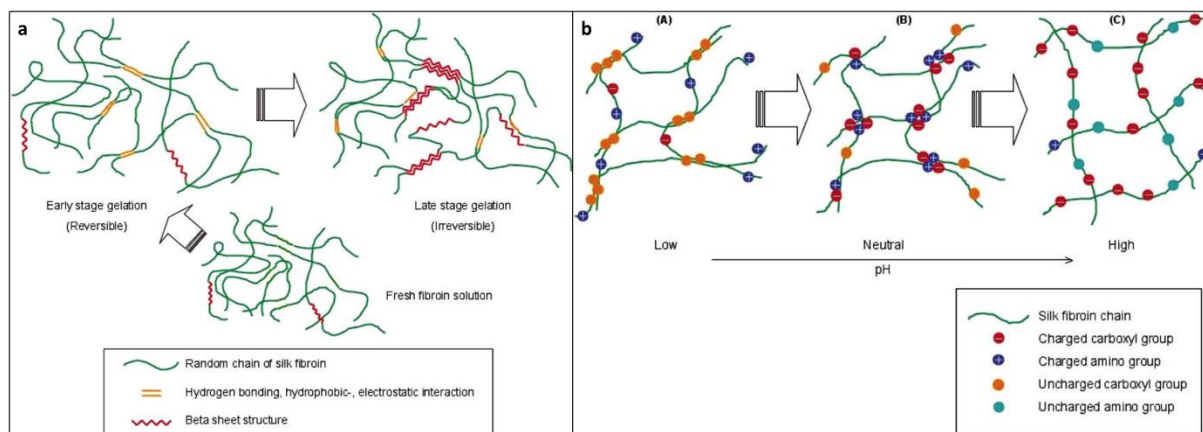 a
Early stage gelation
(Reversible)
Late stage gelation
(Irreversible)
Fresh fibroin solution
Random chain of silk fibroin
Hydrogen bonding, hydrophobic-, electrostatic interaction
Beta sheet structure
b
(A)
(B)
(C)
Low
Neutral
High
pH
Silk fibroin chain
Charged carboxyl group
Charged amino group
Uncharged carboxyl group
Uncharged amino group